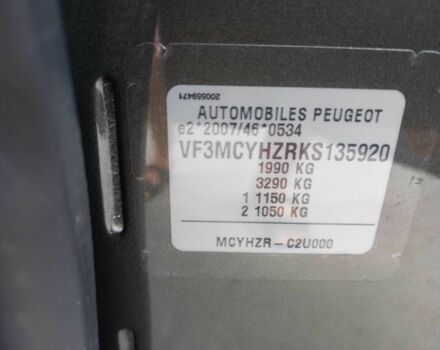 200559471
AUTOMOBILES PEUGEOT
e2*2007/46*0534
VF3MCYHZRKS135920
1990 KG
3290 KG
1 1150 KG
2 1050 KG
MCYHZR - C2U000